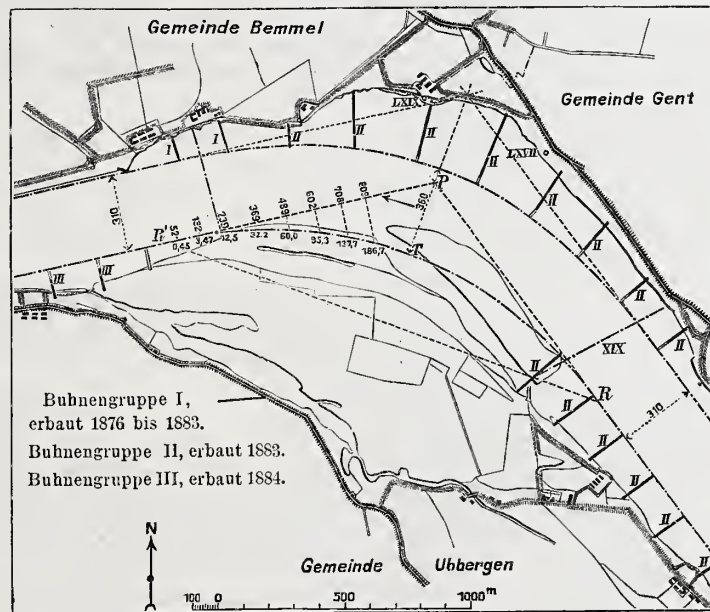 Gemeinde Bemmel
Gemeinde Gent
LXIX
LXVII
I
I
II
II
II
II
II
II
II
II
310
P
390
52
132
239
369
489
602
708
809
P'
0,45
3,47
12,5
32,2
60,0
95,3
137,7
186,7
T
III
III
XIX
II
II
R
310
II
II
II
II
Buhnengruppe I,
erbaut 1876 bis 1883.
Buhnengruppe II, erbaut 1883.
Buhnengruppe III, erbaut 1884.
N
Gemeinde Ubbergen
100 0 500 1000 m